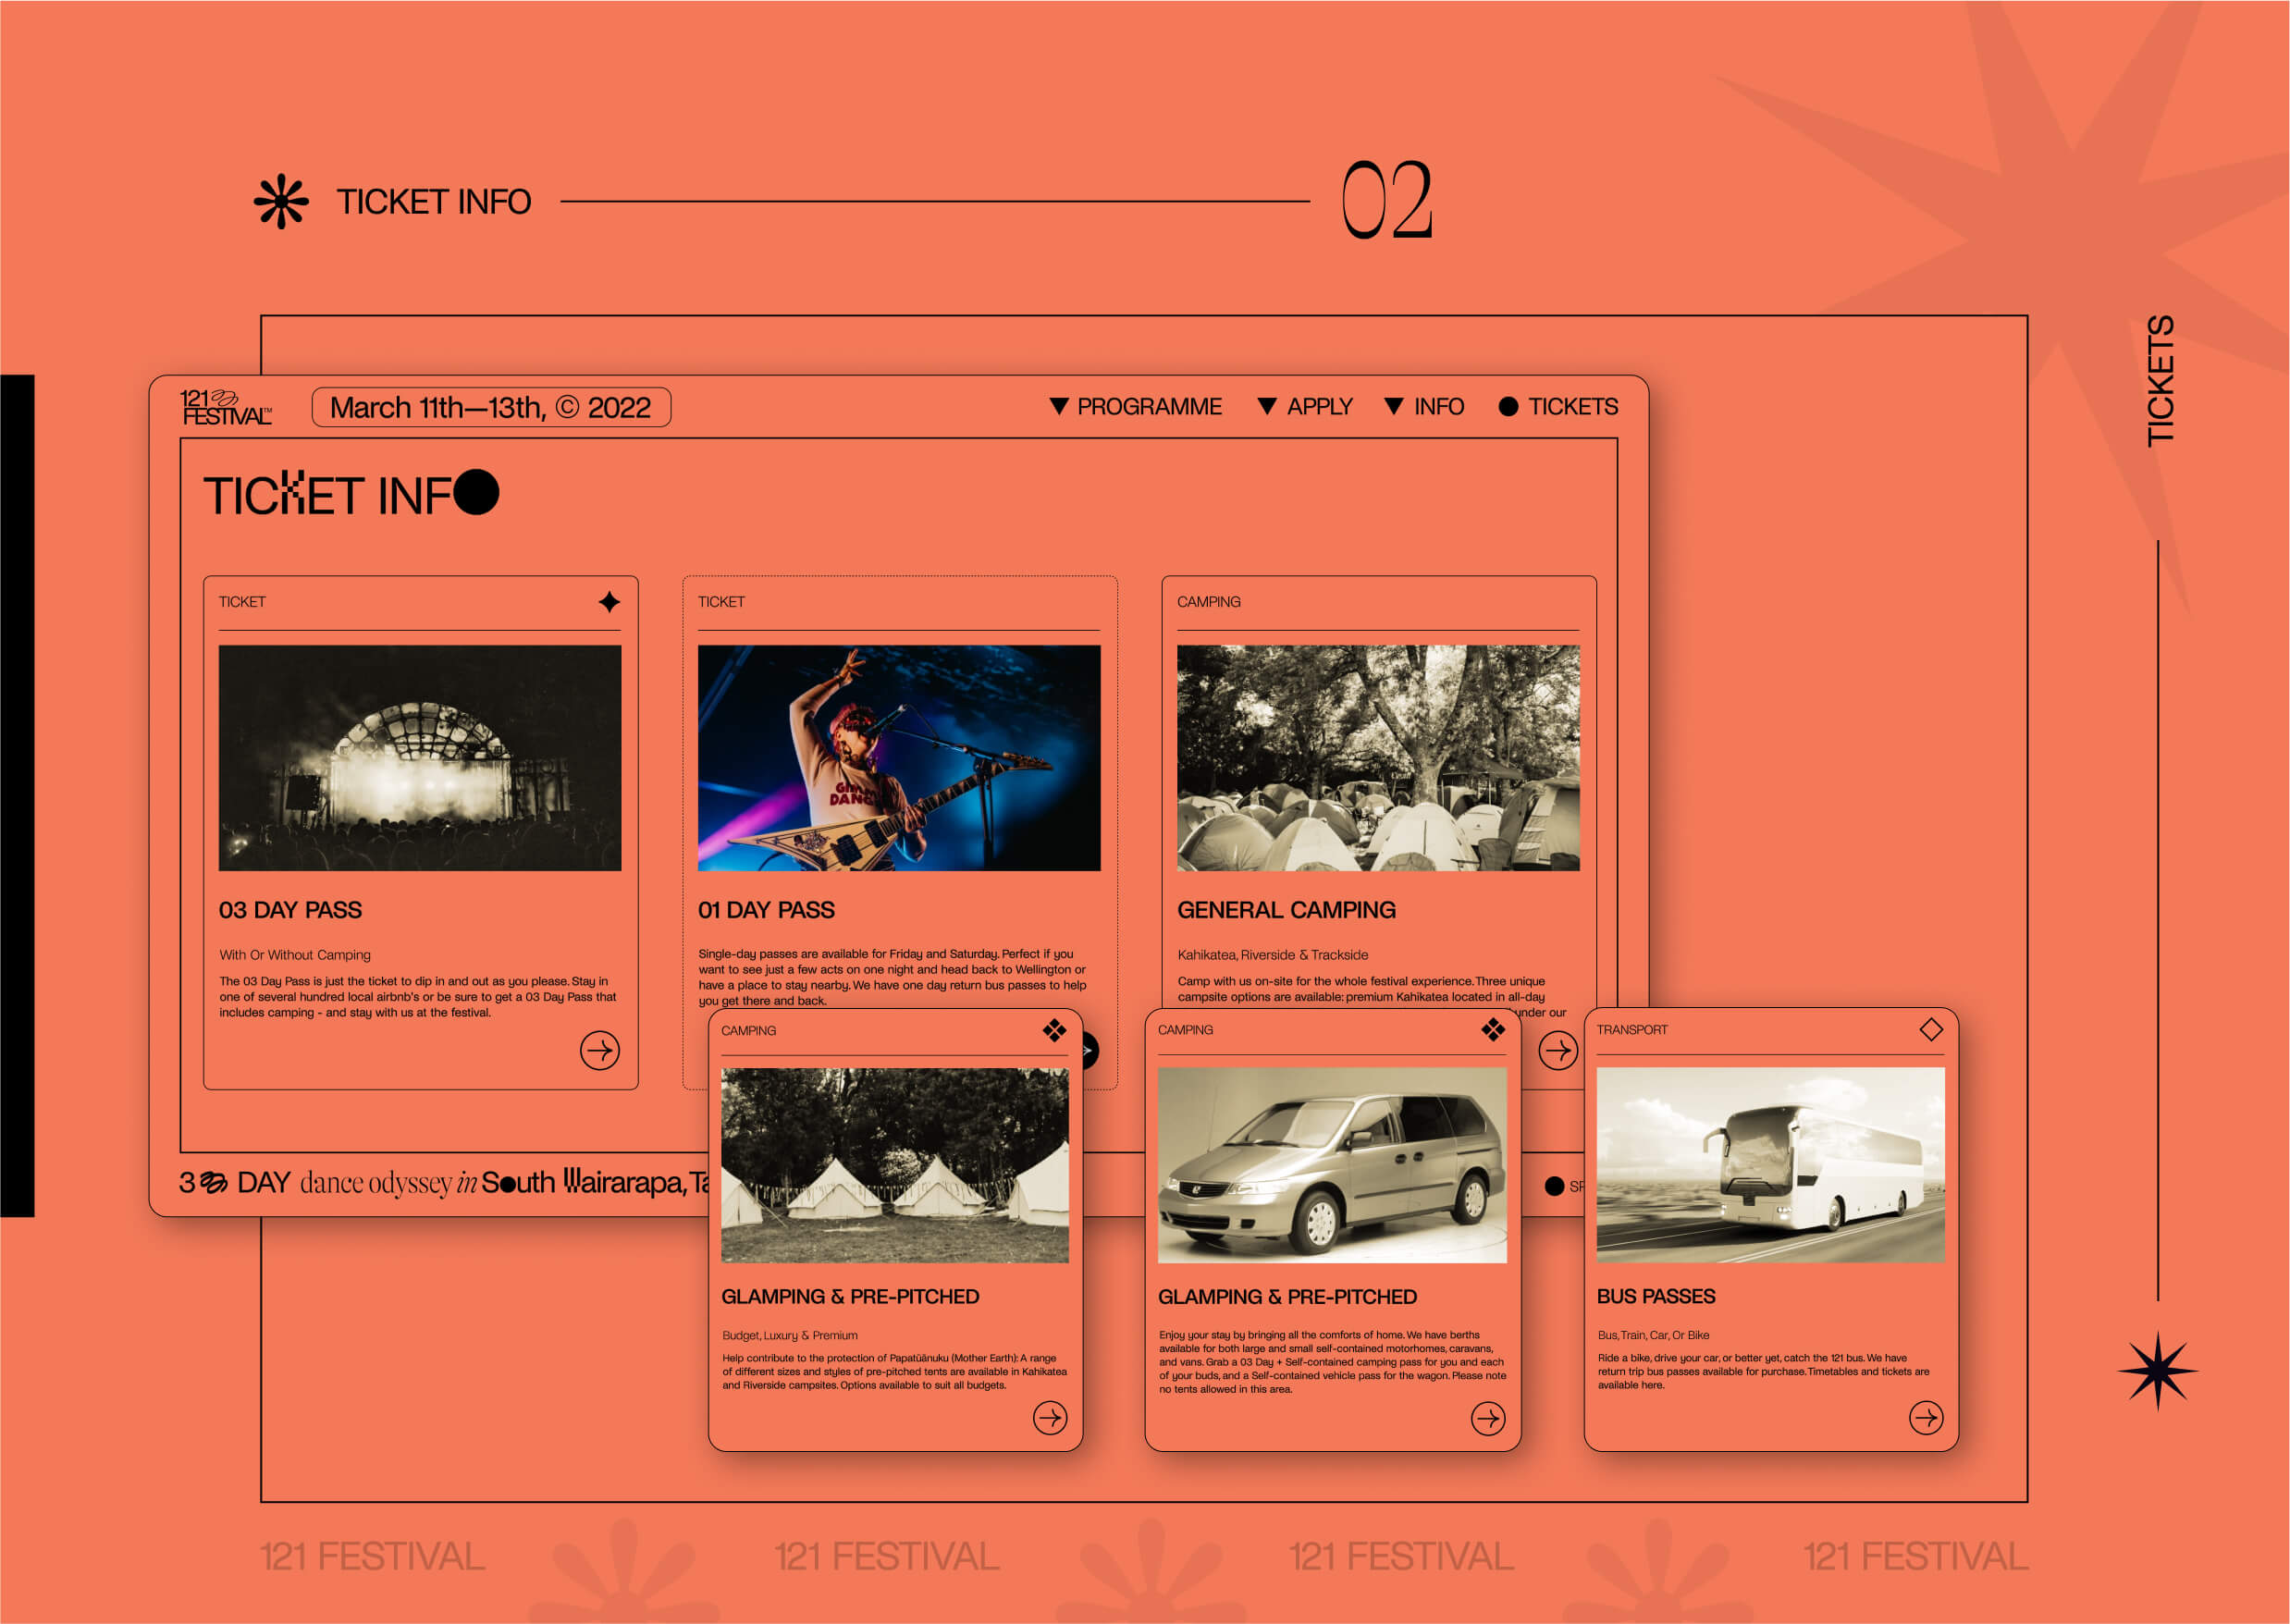 TICKET INFO
02
TICKETS
121
FESTIVAL™
March 11th—13th, © 2022
PROGRAMME
APPLY
INFO
TICKETS
TICKET INFO
TICKET
03 DAY PASS
With Or Without Camping
The 03 Day Pass is just the ticket to dip in and out as you please. Stay in
one of several hundred local airbnb's or be sure to get a 03 Day Pass that
includes camping - and stay with us at the festival.
TICKET
01 DAY PASS
Single-day passes are available for Friday and Saturday. Perfect if you
want to see just a few acts on one night and head back to Wellington or
have a place to stay nearby. We have one day return bus passes to help
you get there and back.
CAMPING
GENERAL CAMPING
Kahikatea, Riverside & Trackside
Camp with us on-site for the whole festival experience. Three unique
campsite options are available: premium Kahikatea located in all-day
under our
3 DAY dance odyssey in South Wairarapa,
CAMPING
GLAMPING & PRE-PITCHED
Budget, Luxury & Premium
Help contribute to the protection of Papatūānuku (Mother Earth): A range
of different sizes and styles of pre-pitched tents are available in Kahikatea
and Riverside campsites. Options available to suit all budgets.
CAMPING
GLAMPING & PRE-PITCHED
Enjoy your stay by bringing all the comforts of home. We have berths
available for both large and small self-contained motorhomes, caravans,
and vans. Grab a 03 Day + Self-contained camping pass for you and each
of your buds, and a Self-contained vehicle pass for the wagon. Please note
no tents allowed in this area.
TRANSPORT
BUS PASSES
Bus, Train, Car, Or Bike
Ride a bike, drive your car, or better yet, catch the 121 bus. We have
return trip bus passes available for purchase. Timetables and tickets are
available here.
121 FESTIVAL
121 FESTIVAL
121 FESTIVAL
121 FESTIVAL